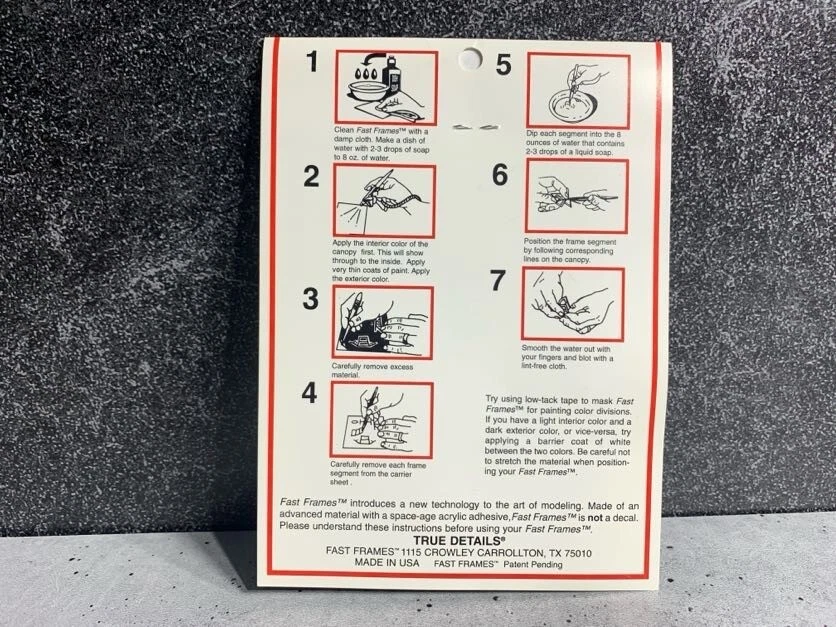 1
Clean Fast Frames™ with a
damp cloth. Make a dish of
water with 2-3 drops of soap
to 8 oz. of water.
2
Apply the interior color of the
canopy first. This will show
through to the inside. Apply
very thin coats of paint. Apply
the exterior color.
3
Carefully remove excess
material.
4
Carefully remove each frame
segment from the carrier
sheet .
5
Dip each segment into the 8
ounces of water that contains
2-3 drops of a liquid soap.
6
Position the frame segment
by following corresponding
lines on the canopy.
7
Smooth the water out with
your fingers and blot with a
lint-free cloth.
Try using low-tack tape to mask Fast
Frames™ for painting color divisions.
If you have a light interior color and a
dark exterior color, or vice-versa, try
applying a barrier coat of white
between the two colors. Be careful not
to stretch the material when position-
ing your Fast Frames™.
Fast Frames™ introduces a new technology to the art of modeling. Made of an
advanced material with a space-age acrylic adhesive, Fast Frames™ is not a decal.
Please understand these instructions before using your Fast Frames™.
TRUE DETAILS®
FAST FRAMES™ 1115 CROWLEY CARROLLTON, TX 75010
MADE IN USA FAST FRAMES™ Patent Pending